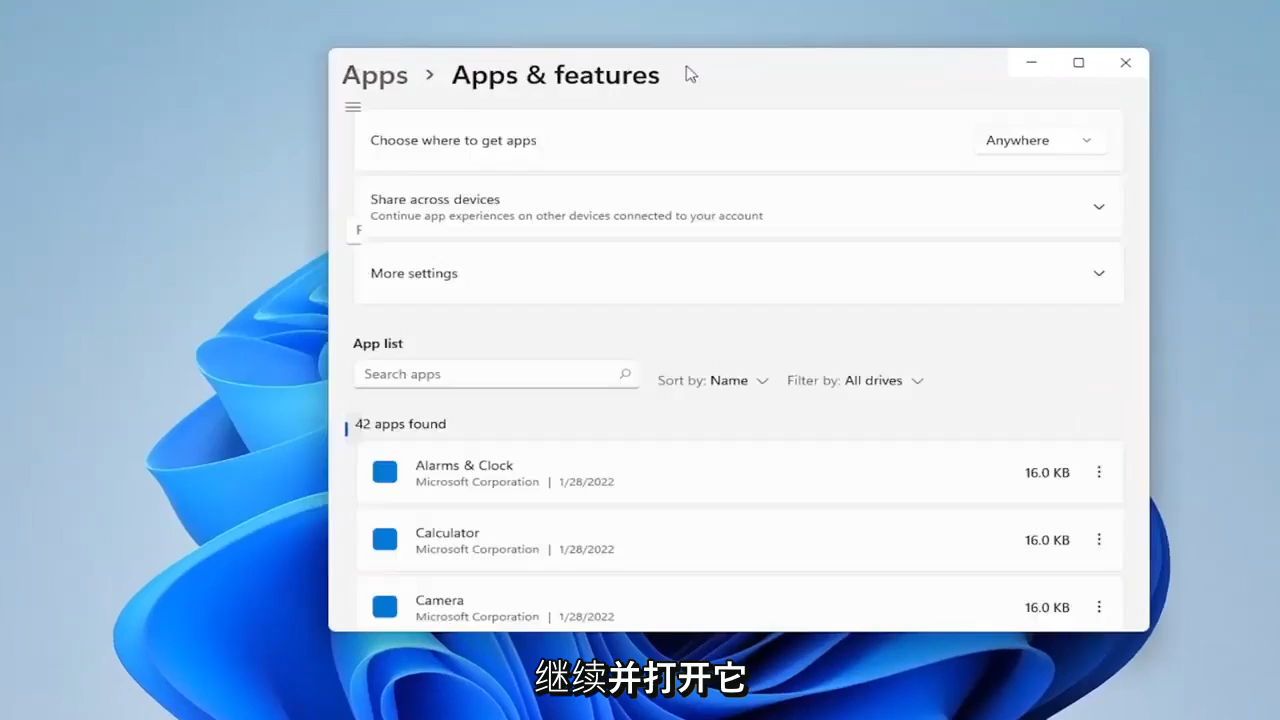 Apps > Apps & features
Choose where to get apps
Anywhere
Share across devices
Continue app experiences on other devices connected to your account
F
More settings
App list
Search apps
Sort by: Name
Filter by: All drives
42 apps found
Alarms & Clock
Microsoft Corporation | 1/28/2022
16.0 KB
Calculator
Microsoft Corporation | 1/28/2022
16.0 KB
Camera
Microsoft Corporation | 1/28/2022
16.0 KB
继续并打开它